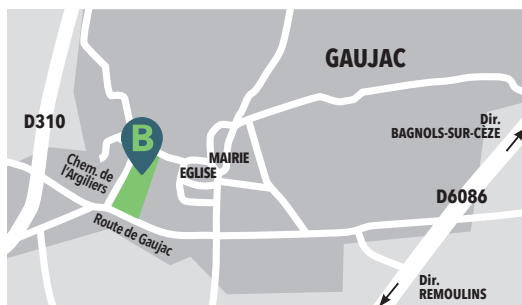 GAUJAC
Dir.
BAGNOLS-SUR-CÈZE
D310
B
MAIRIE
EGLISE
Chem. de
l'Argiliers
D6086
Route de Gaujac
Dir.
REMOULINS